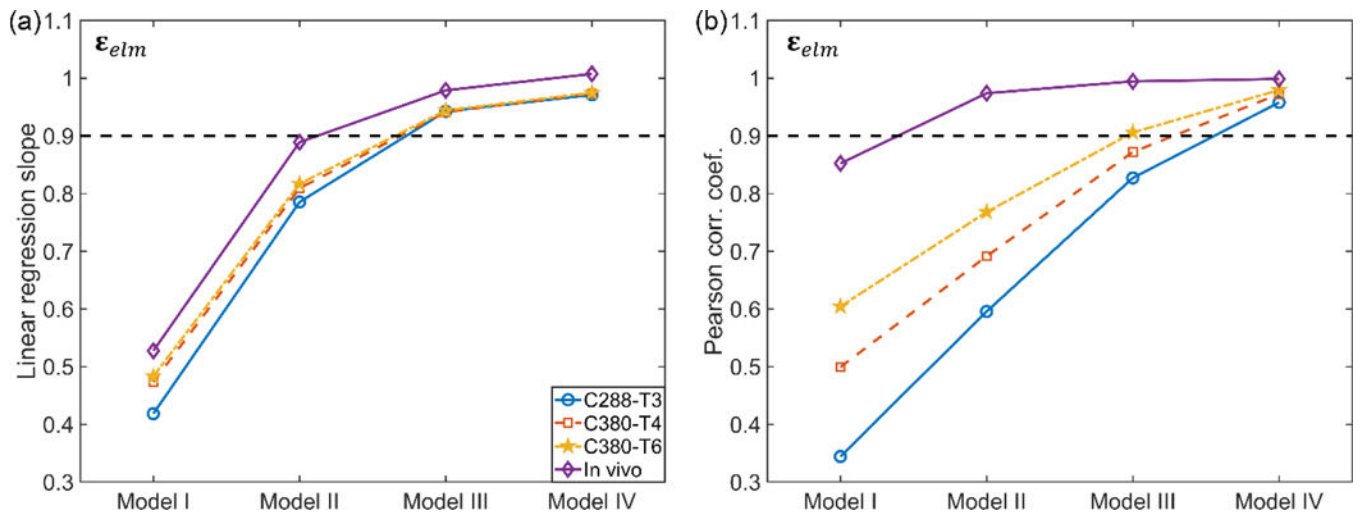 (a)
ε_elm
Linear regression slope
1.1
1
0.9
0.8
0.7
0.6
0.5
0.4
0.3
Model I Model II Model III Model IV
C288-T3
C380-T4
C380-T6
In vivo
(b)
ε_elm
Pearson corr. coef.
1.1
1
0.9
0.8
0.7
0.6
0.5
0.4
0.3
Model I Model II Model III Model IV